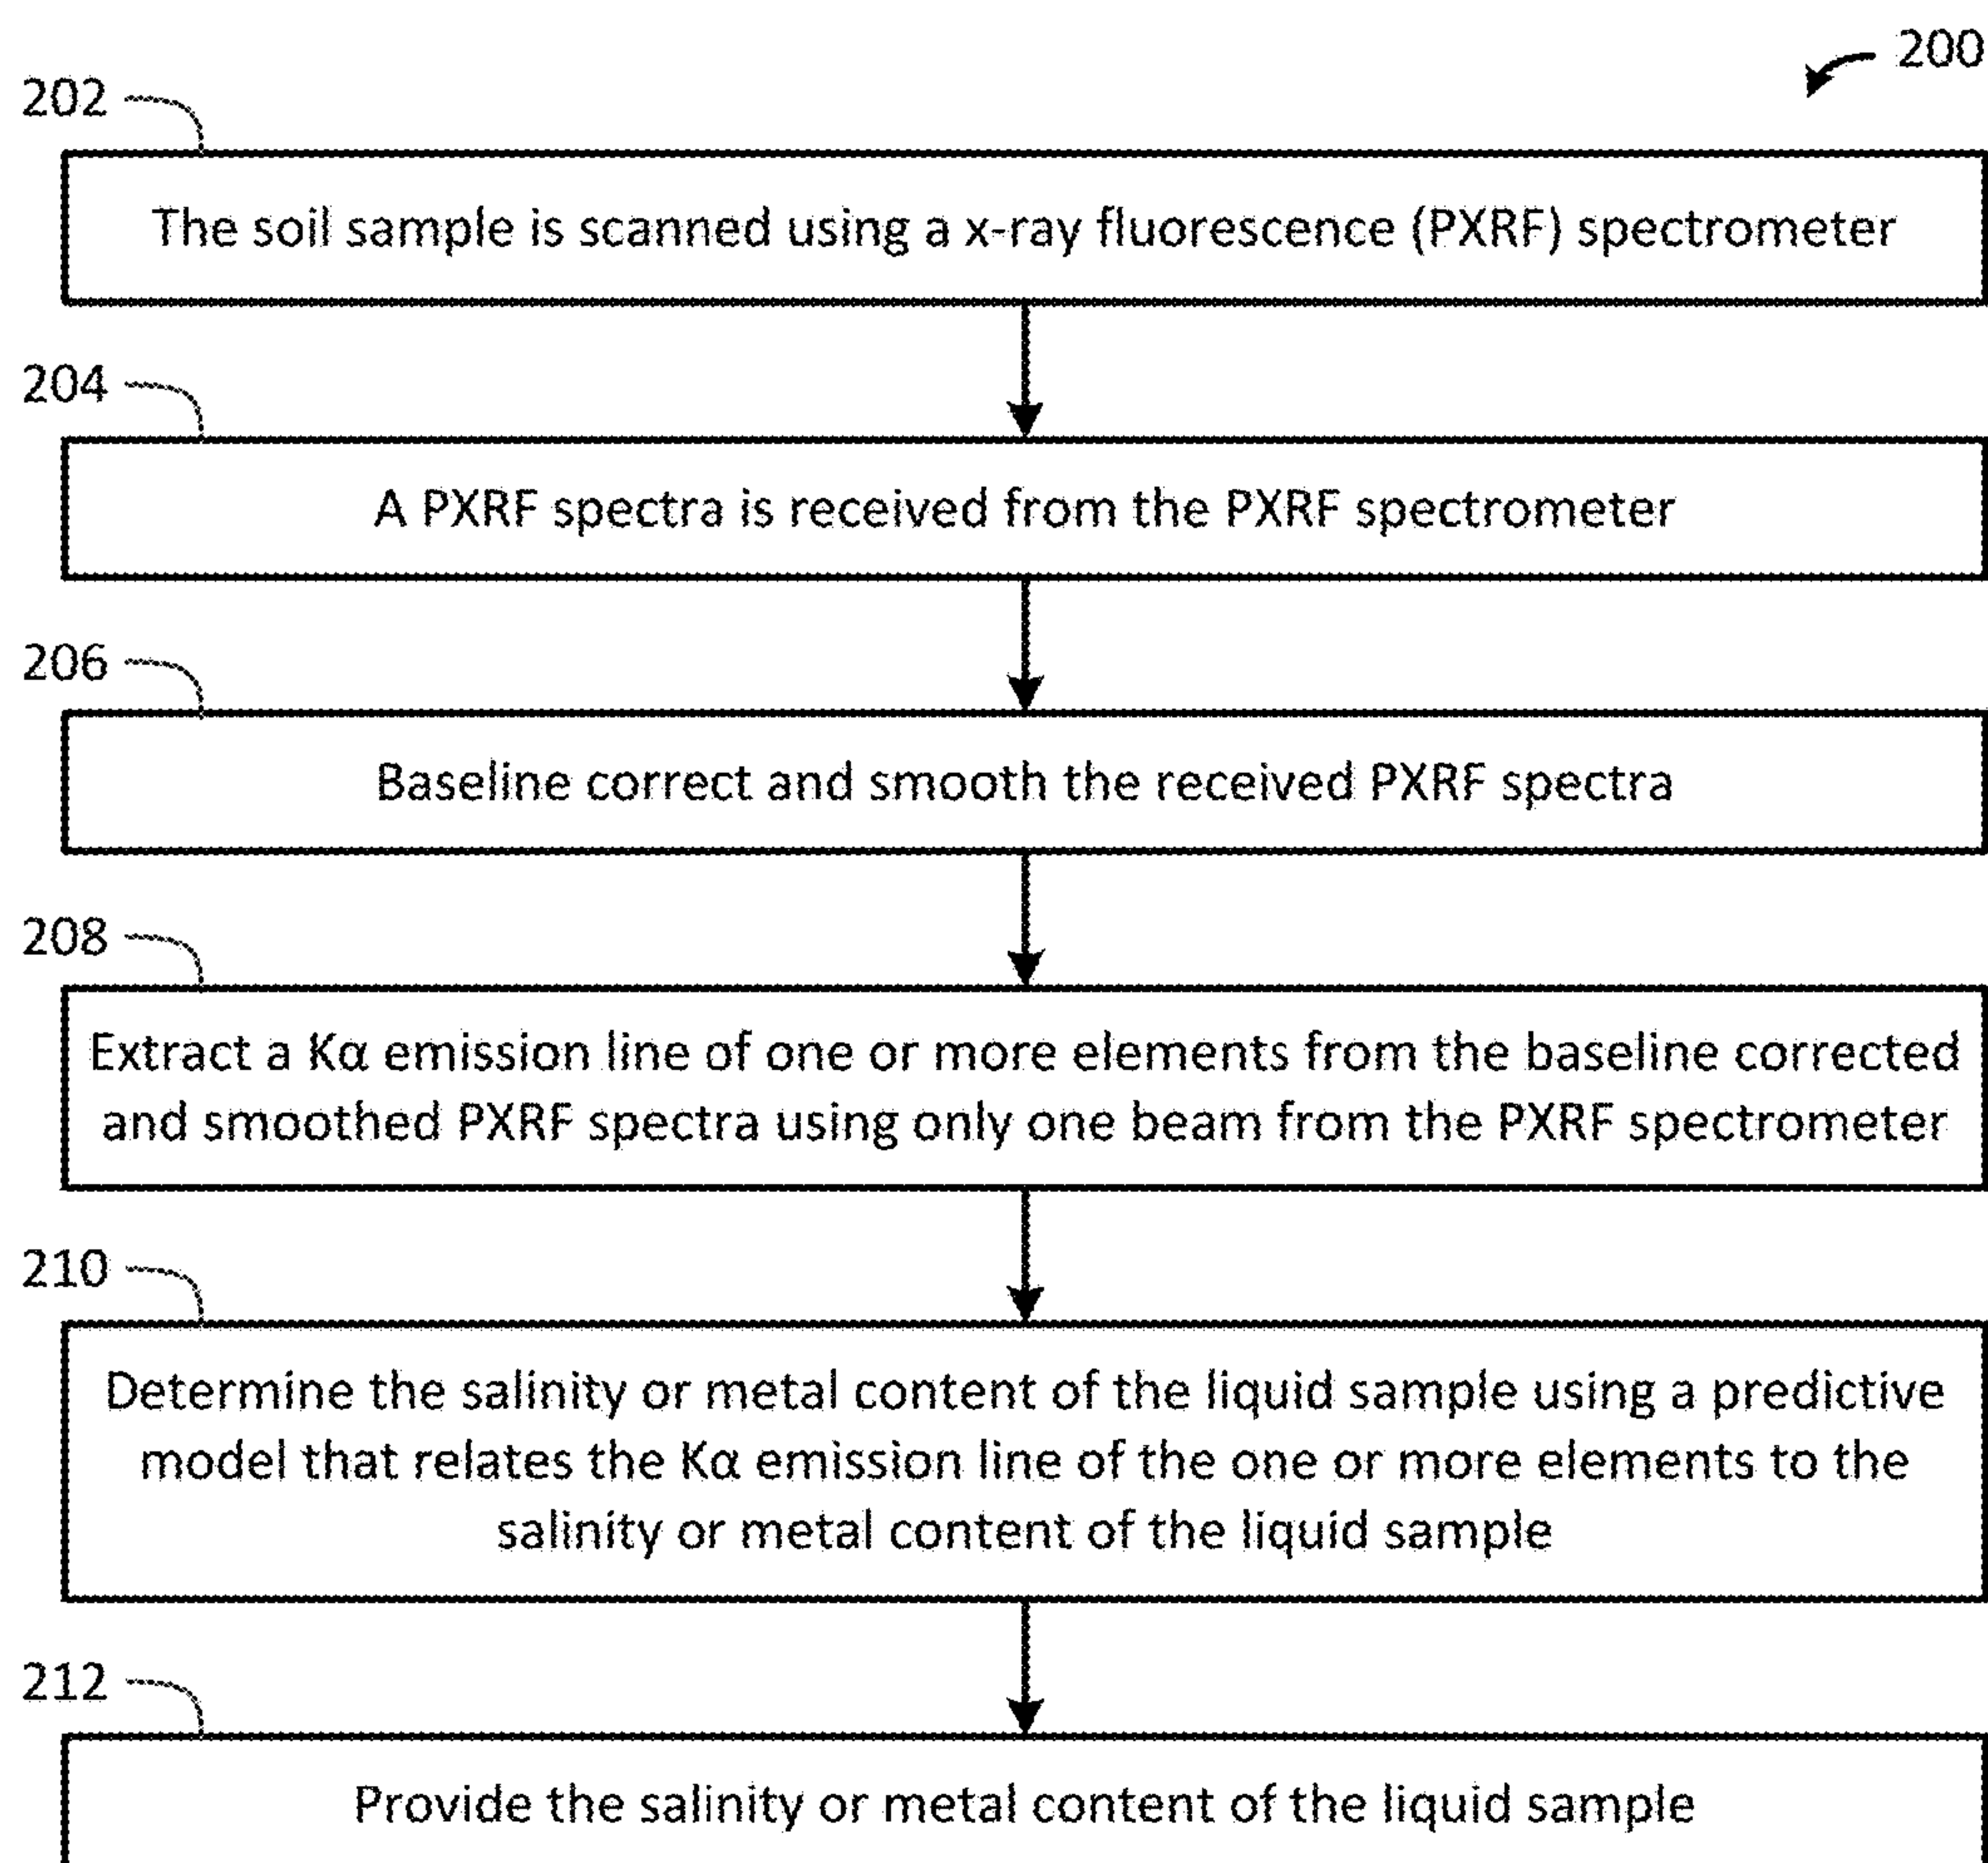 200
202
The soil sample is scanned using a x-ray fluorescence (PXRF) spectrometer
204
A PXRF spectra is received from the PXRF spectrometer
206
Baseline correct and smooth the received PXRF spectra
208
Extract a Kα emission line of one or more elements from the baseline corrected
and smoothed PXRF spectra using only one beam from the PXRF spectrometer
210
Determine the salinity or metal content of the liquid sample using a predictive
model that relates the Kα emission line of the one or more elements to the
salinity or metal content of the liquid sample
212
Provide the salinity or metal content of the liquid sample